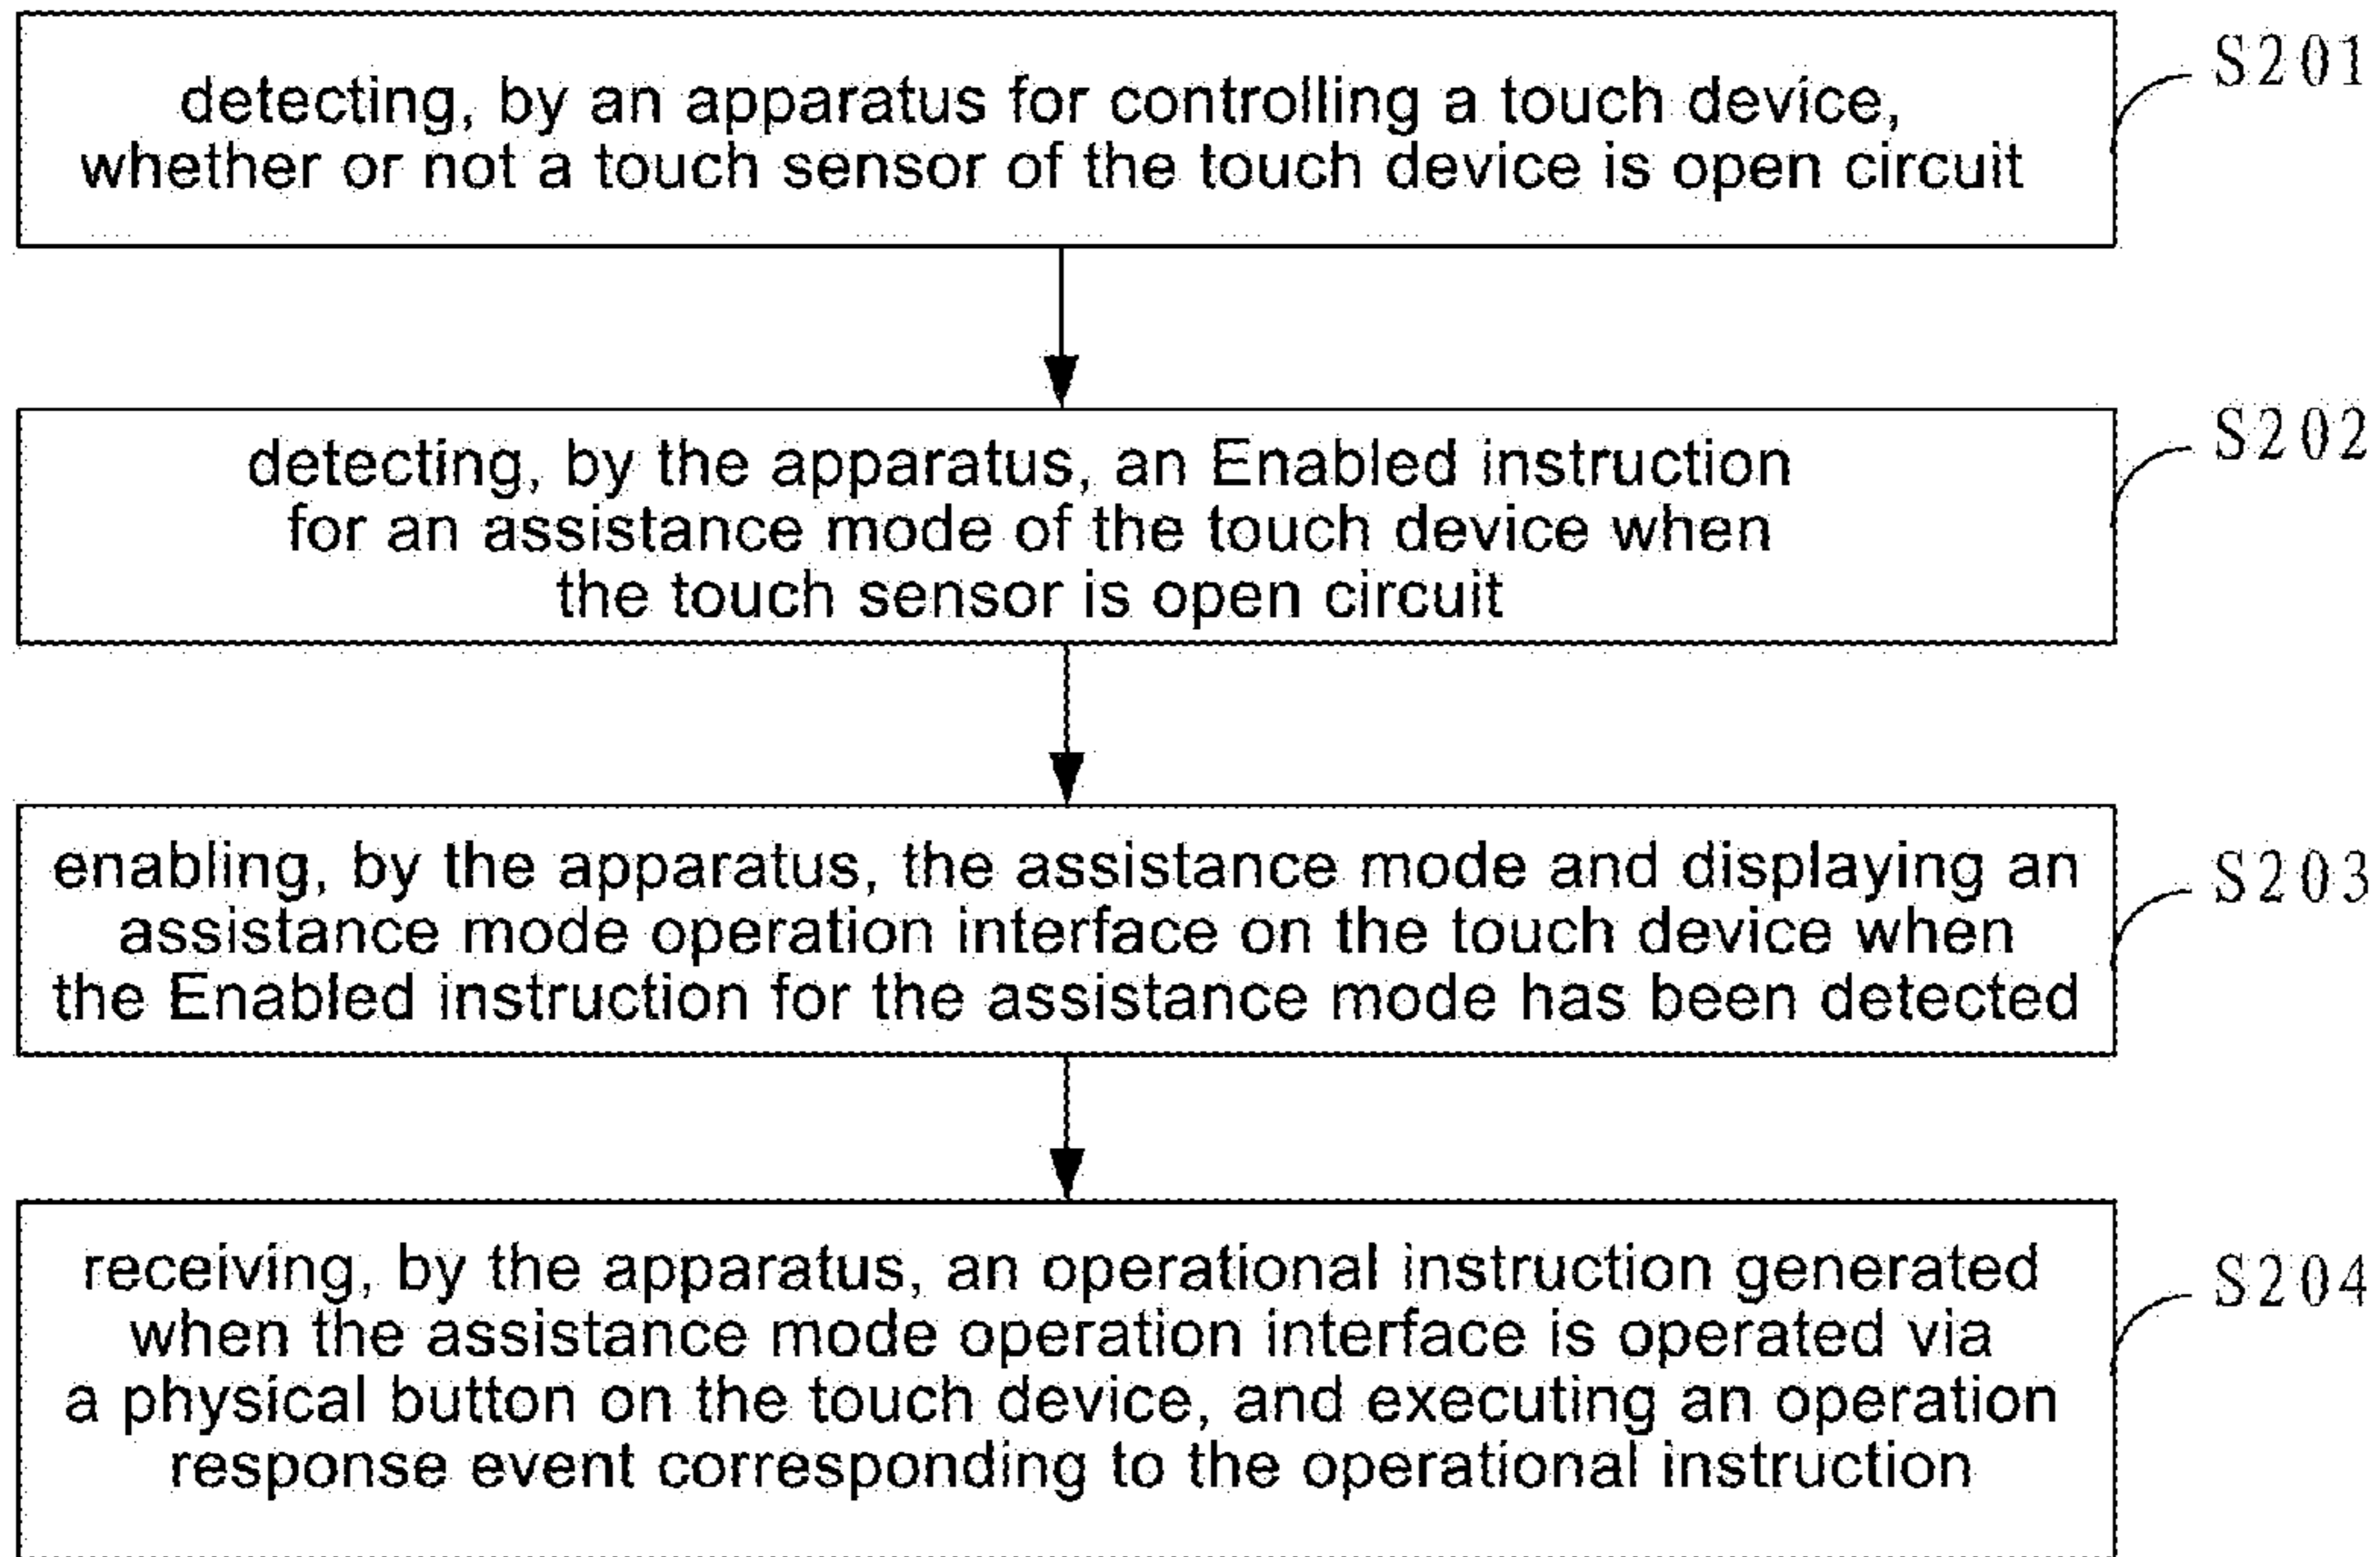 detecting, by an apparatus for controlling a touch device,
whether or not a touch sensor of the touch device is open circuit
S201
detecting, by the apparatus, an Enabled instruction
for an assistance mode of the touch device when
the touch sensor is open circuit
S202
enabling, by the apparatus, the assistance mode and displaying an
assistance mode operation interface on the touch device when
the Enabled instruction for the assistance mode has been detected
S203
receiving, by the apparatus, an operational instruction generated
when the assistance mode operation interface is operated via
a physical button on the touch device, and executing an operation
response event corresponding to the operational instruction
S204